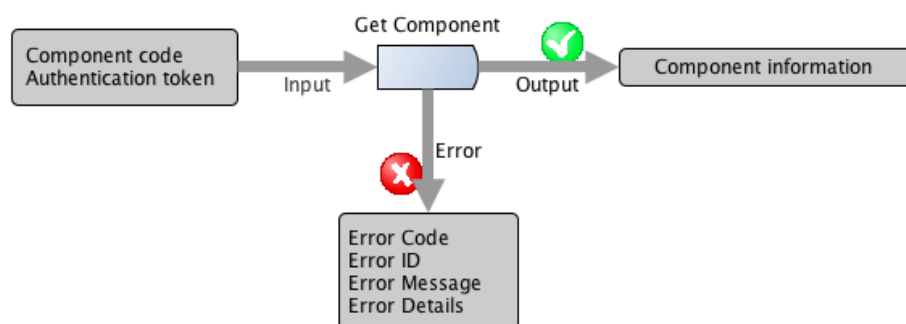 Get Component
Component code
Authentication token
Input
Output
Component information
Error
Error Code
Error ID
Error Message
Error Details